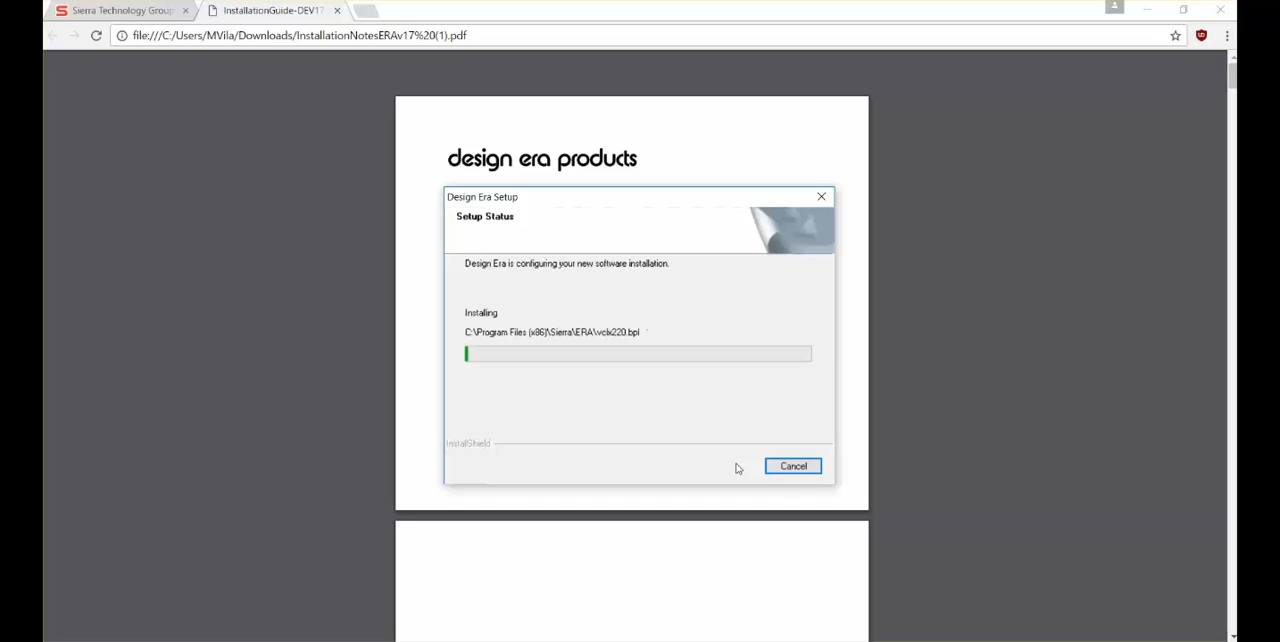 Sierra Technology Group
InstallationGuide-DEV17
file:///C:/Users/MVila/Downloads/InstallationNotesERAv17%20(1).pdf
design era products
Design Era Setup
Setup Status
Design Era is configuring your new software installation.
Installing
C:\Program Files (x86)\Sierra\ERA\vclx220.bpl
InstallShield
Cancel